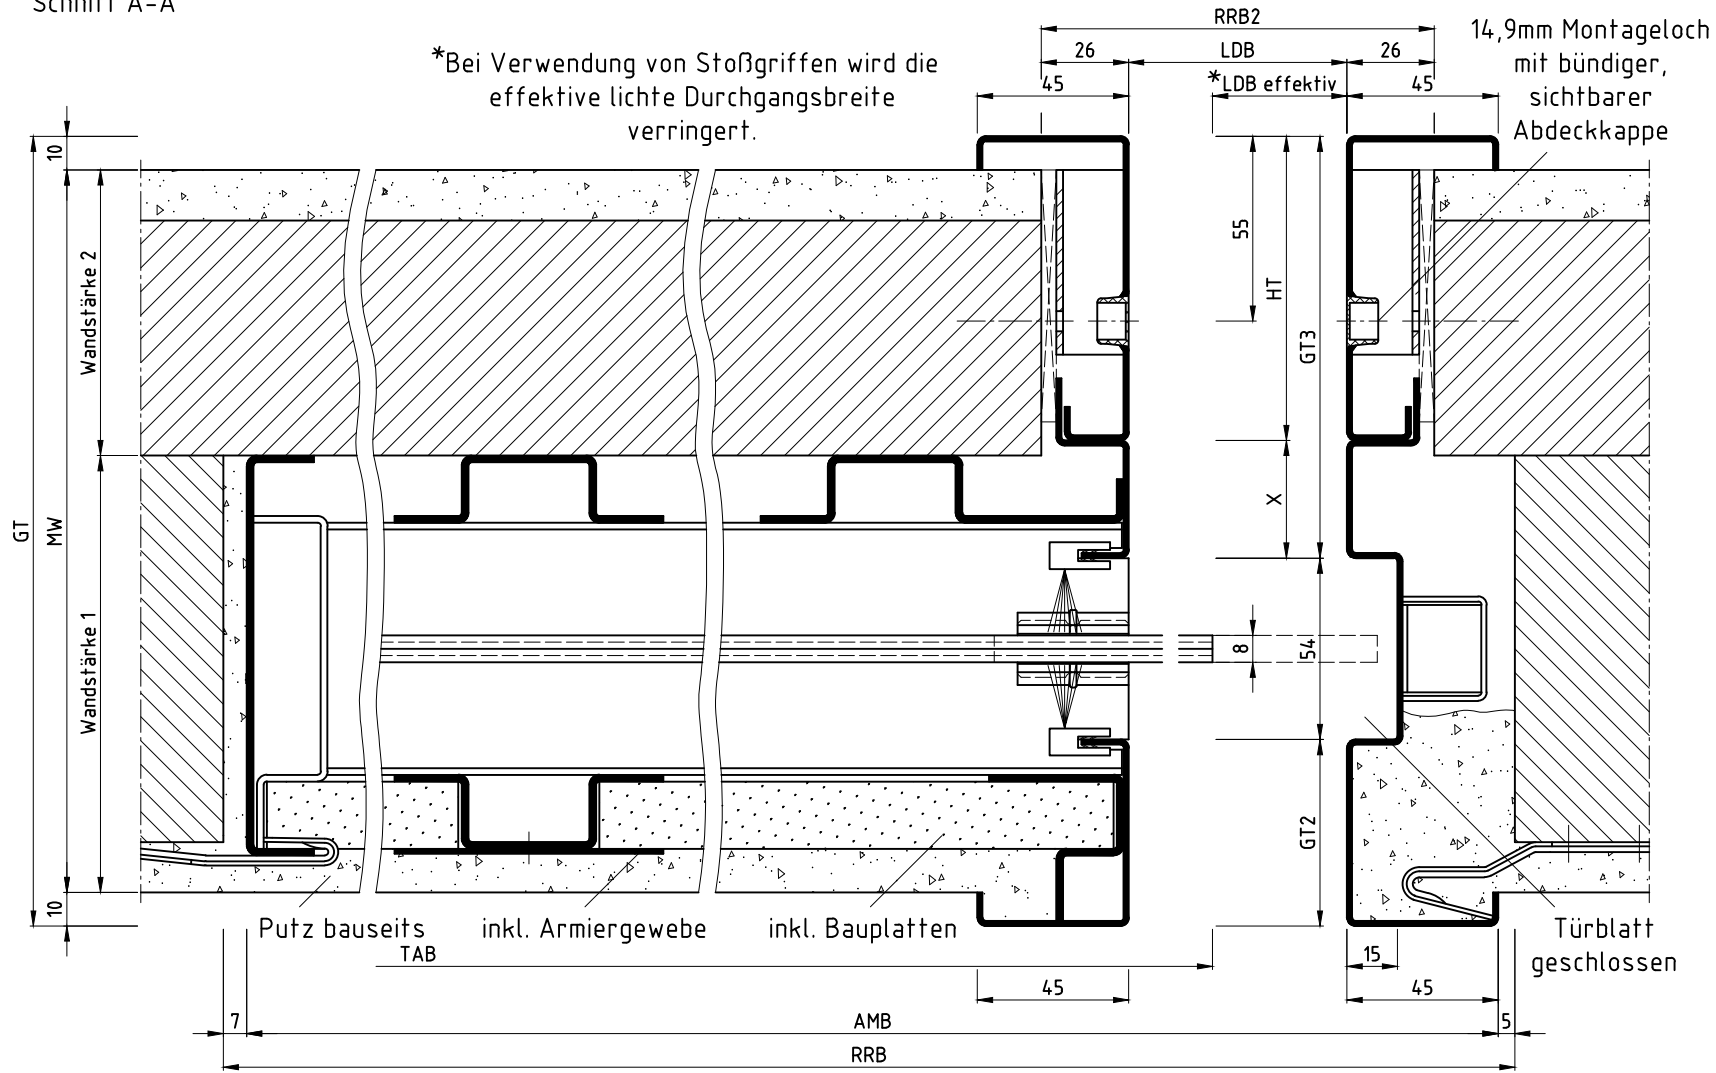 Schnitt A-A
RRB2
26
LDB
26
45
*LDB effektiv
45
*Bei Verwendung von Stoßgriffen wird die
effektive lichte Durchgangsbreite
verringert.
14,9mm Montageloch
mit bündiger,
sichtbarer
Abdeckkappe
10
Wandstärke 2
55
HT
GT3
GT
MW
X
Wandstärke 1
8
54
GT2
10
Putz bauseits
inkl. Armiergewebe
inkl. Bauplatten
Türblatt
geschlossen
TAB
15
45
45
7
AMB
5
RRB